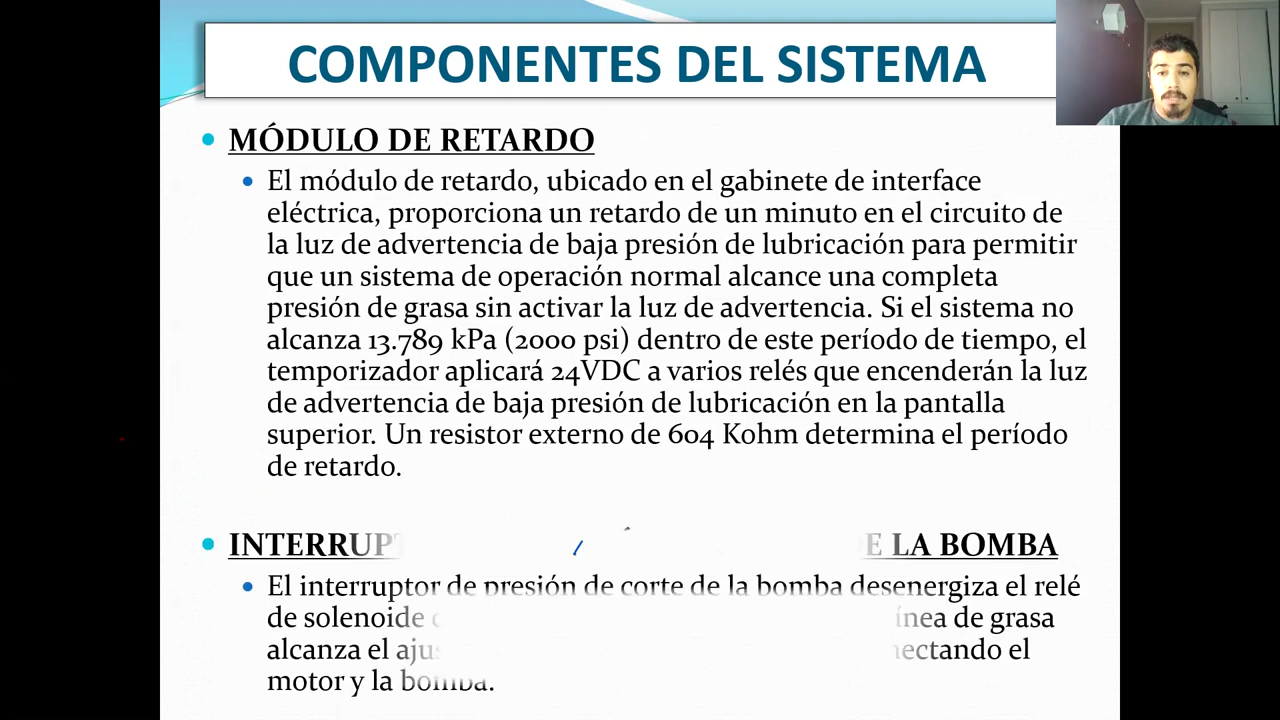 COMPONENTES DEL SISTEMA
MÓDULO DE RETARDO
El módulo de retardo, ubicado en el gabinete de interface
eléctrica, proporciona un retardo de un minuto en el circuito de
la luz de advertencia de baja presión de lubricación para permitir
que un sistema de operación normal alcance una completa
presión de grasa sin activar la luz de advertencia. Si el sistema no
alcanza 13.789 kPa (2000 psi) dentro de este período de tiempo, el
temporizador aplicará 24VDC a varios relés que encenderán la luz
de advertencia de baja presión de lubricación en la pantalla
superior. Un resistor externo de 604 Kohm determina el período
de retardo.
LA BOMBA
El interruptor de presión de corte de la bomba desenergiza el relé
de solenoide de grasa
alcanza el el
motor y la bomba.